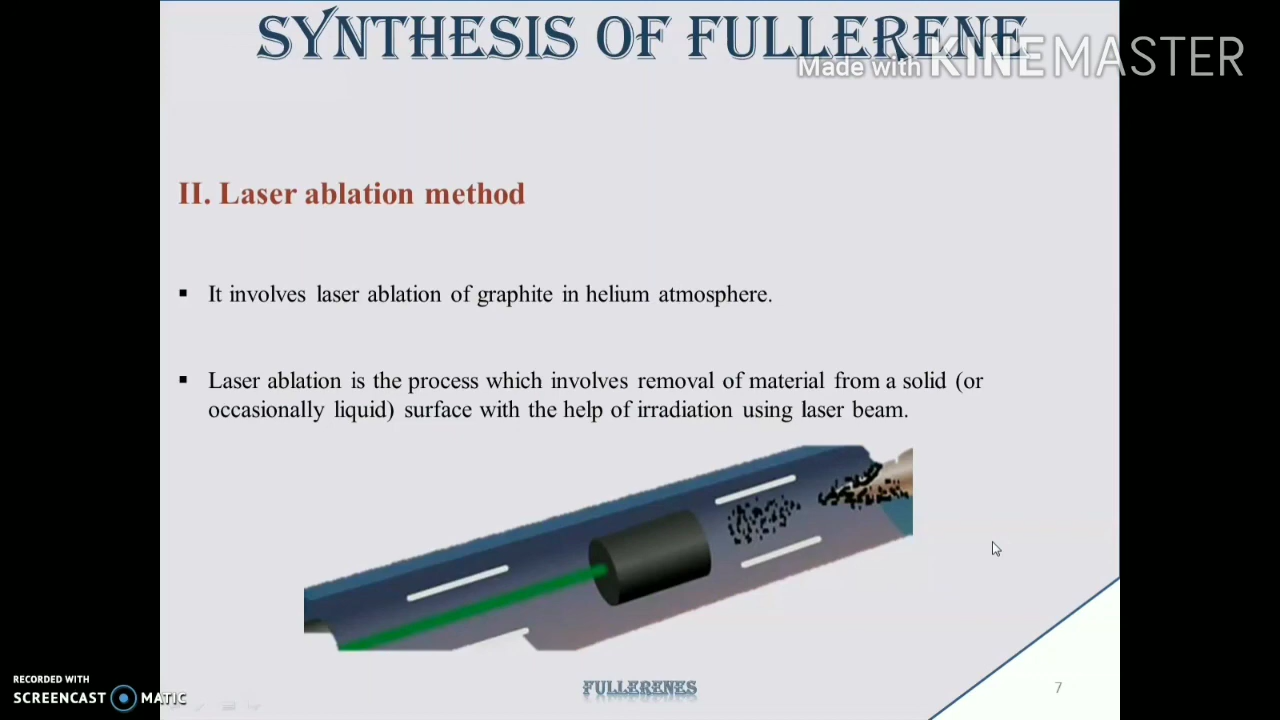 SYNTHESIS OF FULLERENE
Made with KINEMASTER
II. Laser ablation method
▪ It involves laser ablation of graphite in helium atmosphere.
▪ Laser ablation is the process which involves removal of material from a solid (or
occasionally liquid) surface with the help of irradiation using laser beam.
RECORDED WITH
SCREENCAST MATIC
FULLERENES
7